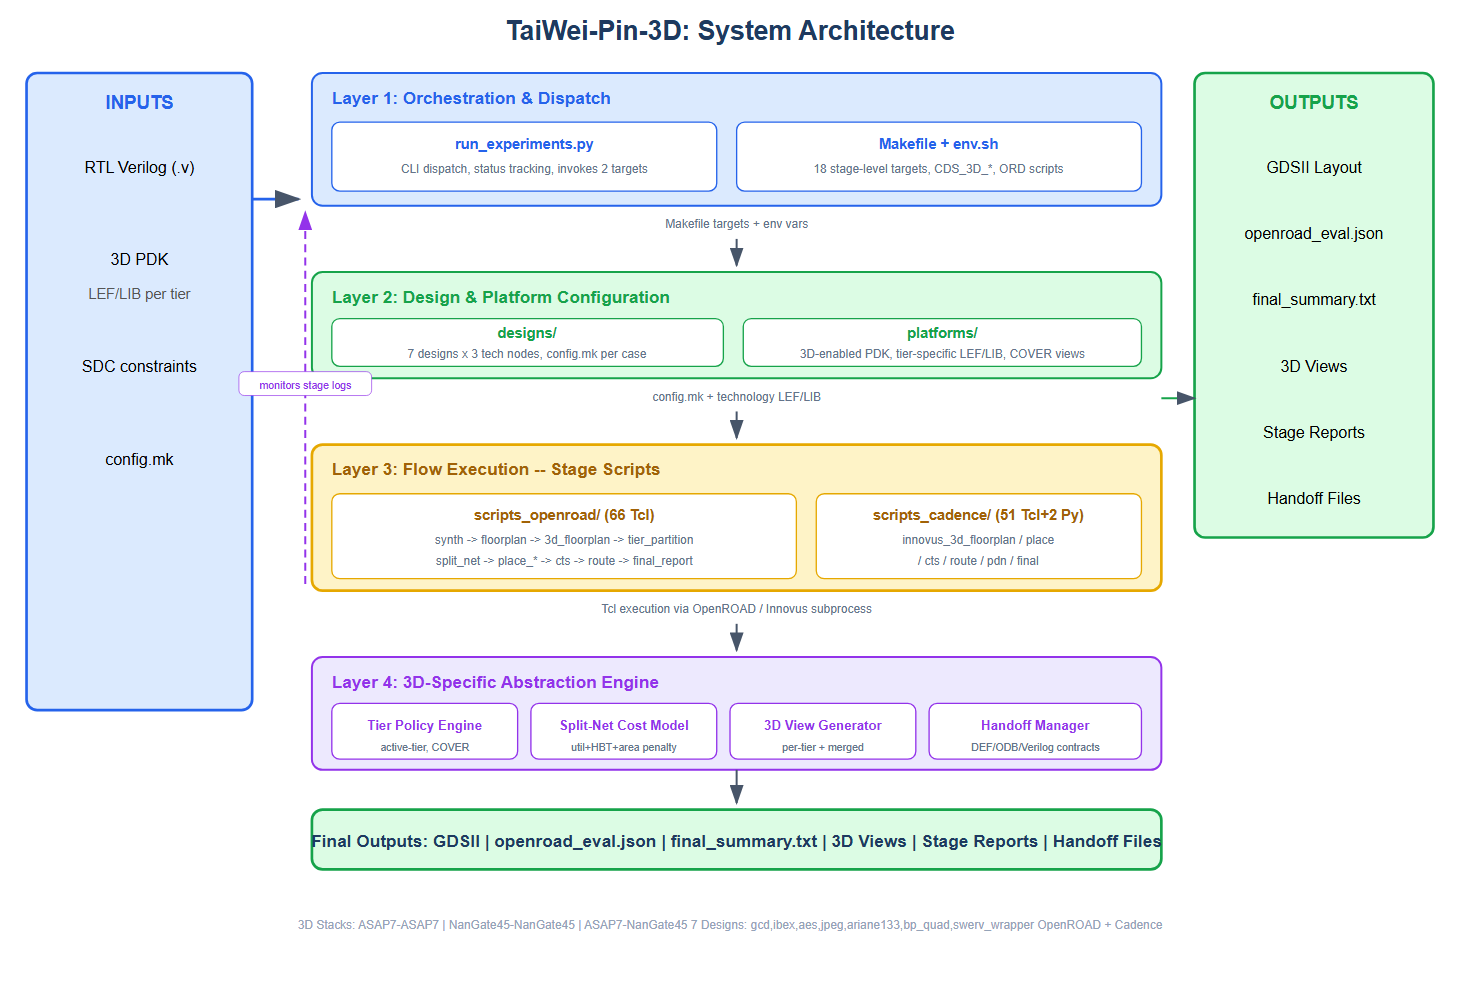 TaiWei-Pin-3D: System Architecture
INPUTS
RTL Verilog (.v)
3D PDK
LEF/LIB per tier
SDC constraints
config.mk
monitors stage logs
Layer 1: Orchestration & Dispatch
run_experiments.py
CLI dispatch, status tracking, invokes 2 targets
Makefile + env.sh
18 stage-level targets, CDS_3D_*, ORD scripts
Makefile targets + env vars
Layer 2: Design & Platform Configuration
designs/
7 designs x 3 tech nodes, config.mk per case
platforms/
3D-enabled PDK, tier-specific LEF/LIB, COVER views
config.mk + technology LEF/LIB
Layer 3: Flow Execution -- Stage Scripts
scripts_openroad/ (66 Tcl)
synth -> floorplan -> 3d_floorplan -> tier_partition
split_net -> place_* -> cts -> route -> final_report
scripts_cadence/ (51 Tcl+2 Py)
innovus_3d_floorplan / place
/ cts / route / pdn / final
Tcl execution via OpenROAD / Innovus subprocess
Layer 4: 3D-Specific Abstraction Engine
Tier Policy Engine
active-tier, COVER
Split-Net Cost Model
util+HBT+area penalty
3D View Generator
per-tier + merged
Handoff Manager
DEF/ODB/Verilog contracts
Final Outputs: GDSII | openroad_eval.json | final_summary.txt | 3D Views | Stage Reports | Handoff Files
OUTPUTS
GDSII Layout
openroad_eval.json
final_summary.txt
3D Views
Stage Reports
Handoff Files
3D Stacks: ASAP7-ASAP7 | NanGate45-NanGate45 | ASAP7-NanGate45 7 Designs: gcd,ibex,aes,jpeg,ariane133,bp_quad,swerv_wrapper OpenROAD + Cadence